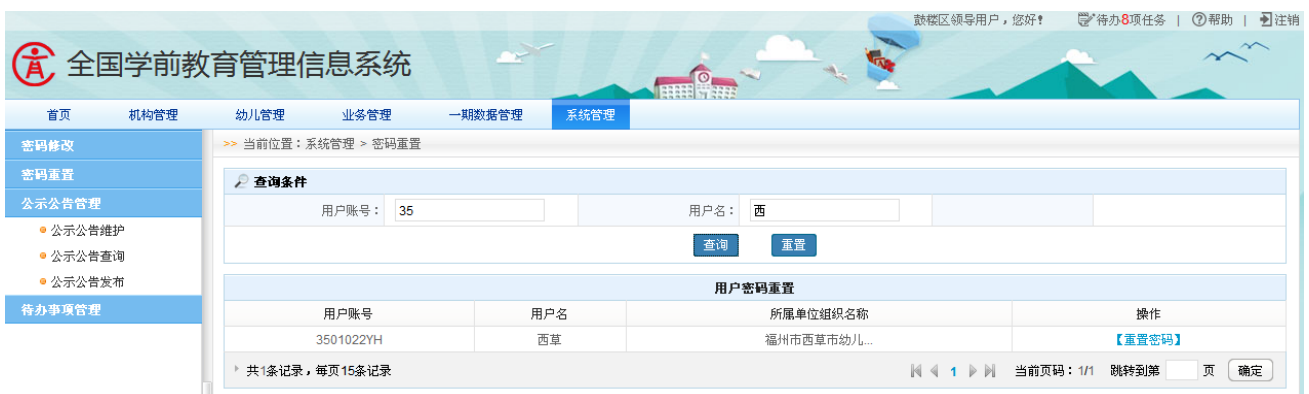 鼓楼区领导用户，您好！ 待办8项任务 | ?帮助 | 注销
全国学前教育管理信息系统
首页 机构管理 幼儿管理 业务管理 一期数据管理 系统管理
密码修改
密码重置
公示公告管理
公示公告维护
公示公告查询
公示公告发布
待办事项管理
>> 当前位置：系统管理 > 密码重置
查询条件
用户账号： 35 用户名： 西
查询 重置
用户密码重置
用户账号 用户名 所属单位组织名称 操作
3501022YH 西草 福州市西草市幼儿... 【重置密码】
共1条记录，每页15条记录 1 当前页码：1/1 跳转到第 页 确定